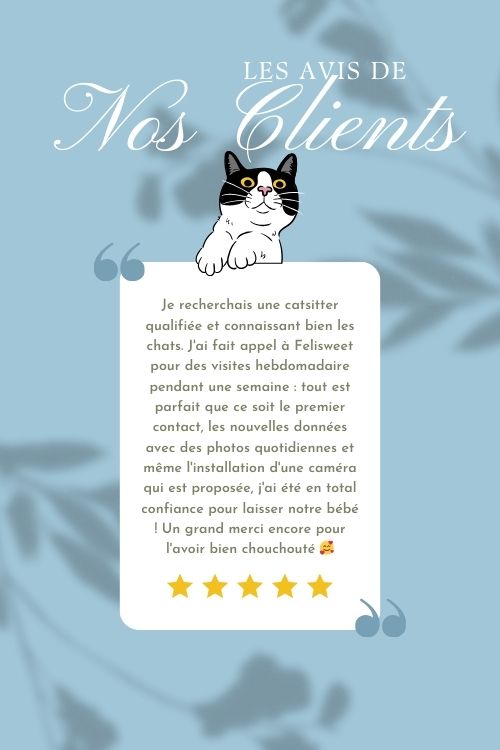 LES AVIS DE
Nos Clients
Je recherchais une catsitter
qualifiée et connaissant bien les
chats. J'ai fait appel à Felisweet
pour des visites hebdomadaire
pendant une semaine : tout est
parfait que ce soit le premier
contact, les nouvelles données
avec des photos quotidiennes et
même l'installation d'une caméra
qui est proposée, j'ai été en total
confiance pour laisser notre bébé
! Un grand merci encore pour
l'avoir bien chouchouté 🥰